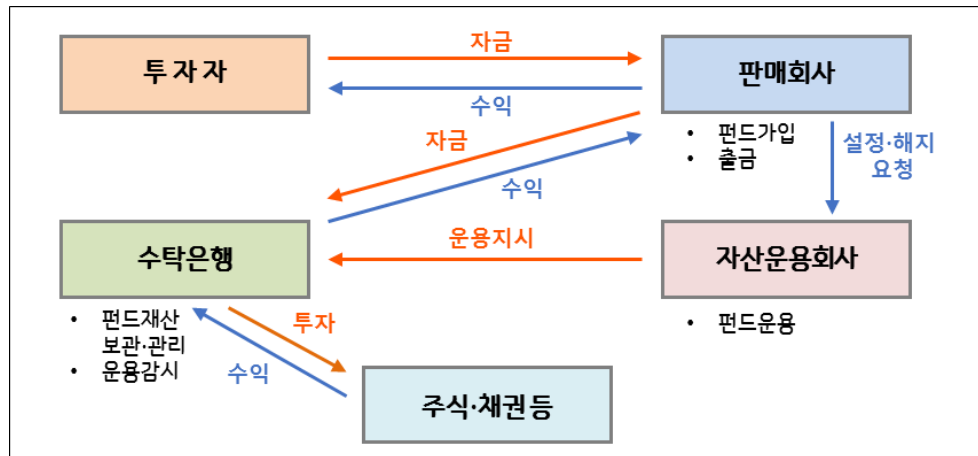 투 자 자
자금
수익
판매회사
• 펀드가입
• 출금
설정·해지
요청
자금
수익
수탁은행
운용지시
자산운용회사
• 펀드재산
보관·관리
• 운용감시
• 펀드운용
투자
수익
주식·채권 등